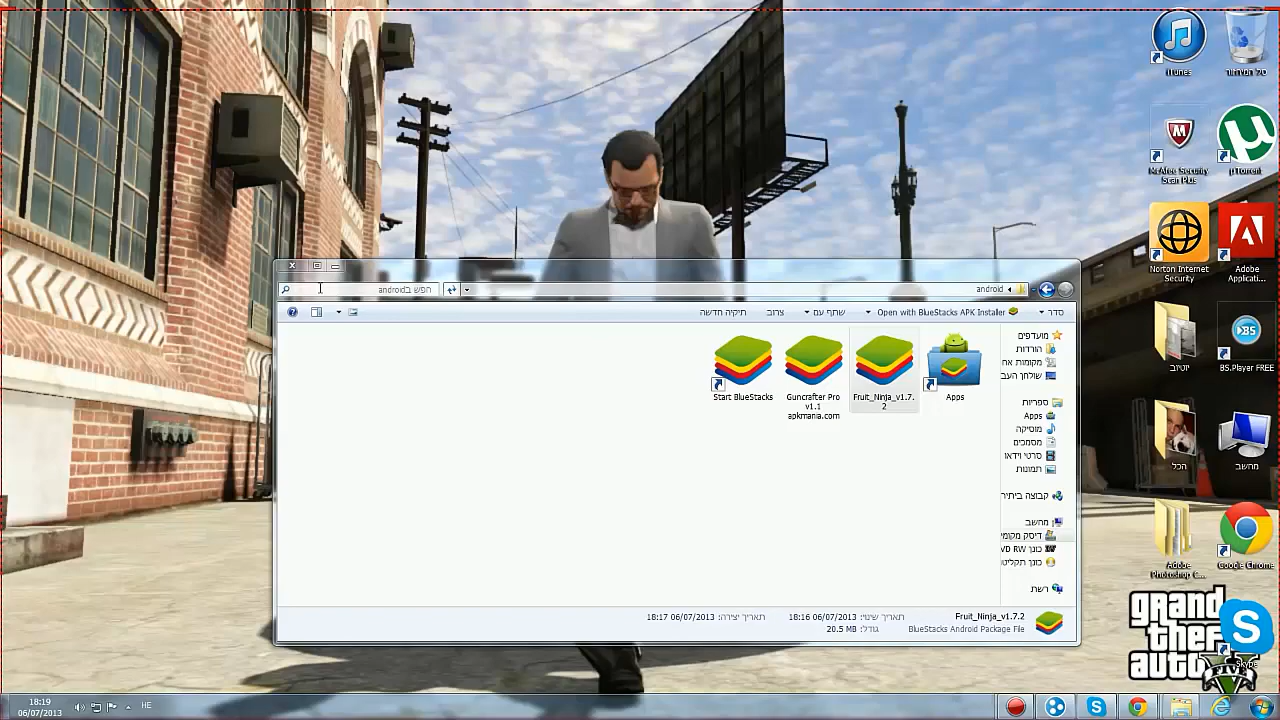 iTunes
סל המיחזור
McAfee Security
Scan Plus
µTorrent
Norton Internet
Security
Adobe
Applicati...
יוטיוב
BS.Player FREE
הכל
מחשב
Adobe
Photoshop C...
Google Chrome
Skype
grand
theft
auto
android
חפש בandroid
סדר
Open with BlueStacks APK Installer
שתף עם
צרוב
תיקיה חדשה
מועדפים
הורדות
מקומות אח
שולחן העב
ספריות
Apps
מוסיקה
מסמכים
סרטי וידאו
תמונות
קבוצה ביתית
מחשב
דיסק מקומי
כונן VD RW
כונן תקליטו
רשת
Apps
Fruit_Ninja_v1.7.
2
Guncrafter Pro
v1.1
apkmania.com
Start BlueStacks
Fruit_Ninja_v1.7.2
תאריך שינוי: 06/07/2013 18:16
תאריך יצירה: 06/07/2013 18:17
BlueStacks Android Package File
גודל: 20.5 MB
HE
18:19
06/07/2013